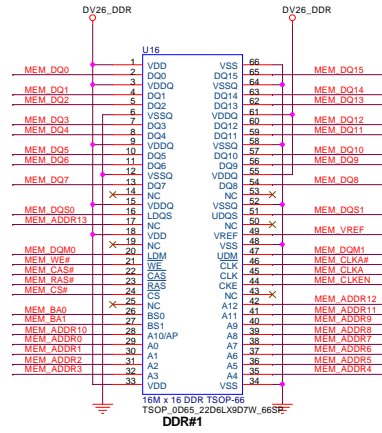 DV26_DDR DV26_DDR
U16
1 VDD VSS 66
MEM_DQ0 2 DQ0 DQ15 65 MEM_DQ15
3 VDDQ VSSQ 64
MEM_DQ1 4 DQ1 DQ14 63 MEM_DQ14
MEM_DQ2 5 DQ2 DQ13 62 MEM_DQ13
6 VSSQ VDDQ 61
MEM_DQ3 7 DQ3 DQ12 60 MEM_DQ12
MEM_DQ4 8 DQ4 DQ11 59 MEM_DQ11
9 VDDQ VSSQ 58
MEM_DQ5 10 DQ5 DQ10 57 MEM_DQ10
MEM_DQ6 11 DQ6 DQ9 56 MEM_DQ9
12 VSSQ VDDQ 55
MEM_DQ7 13 DQ7 DQ8 54 MEM_DQ8
14 NC NC 53
15 VDDQ VSSQ 52
MEM_DQS0 16 LDQS UDQS 51 MEM_DQS1
MEM_ADDR13 17 NC NC 50
18 VDD VREF 49 MEM_VREF
19 NC VSS 48
MEM_DQM0 20 LDM UDM 47 MEM_DQM1
MEM_WE# 21 WE CLK 46 MEM_CLKA#
MEM_CAS# 22 CAS CLK 45 MEM_CLKA
MEM_RAS# 23 RAS CKE 44 MEM_CLKEN
MEM_CS# 24 CS NC 43
25 NC A12 42 MEM_ADDR12
MEM_BA0 26 BS0 A11 41 MEM_ADDR11
MEM_BA1 27 BS1 A9 40 MEM_ADDR9
MEM_ADDR10 28 A10/AP A8 39 MEM_ADDR8
MEM_ADDR0 29 A0 A7 38 MEM_ADDR7
MEM_ADDR1 30 A1 A6 37 MEM_ADDR6
MEM_ADDR2 31 A2 A5 36 MEM_ADDR5
MEM_ADDR3 32 A3 A4 35 MEM_ADDR4
33 VDD VSS 34
16M x 16 DDR TSOP-66
TSOP_0D65_22D6LX9D7W_66SP
DDR#1